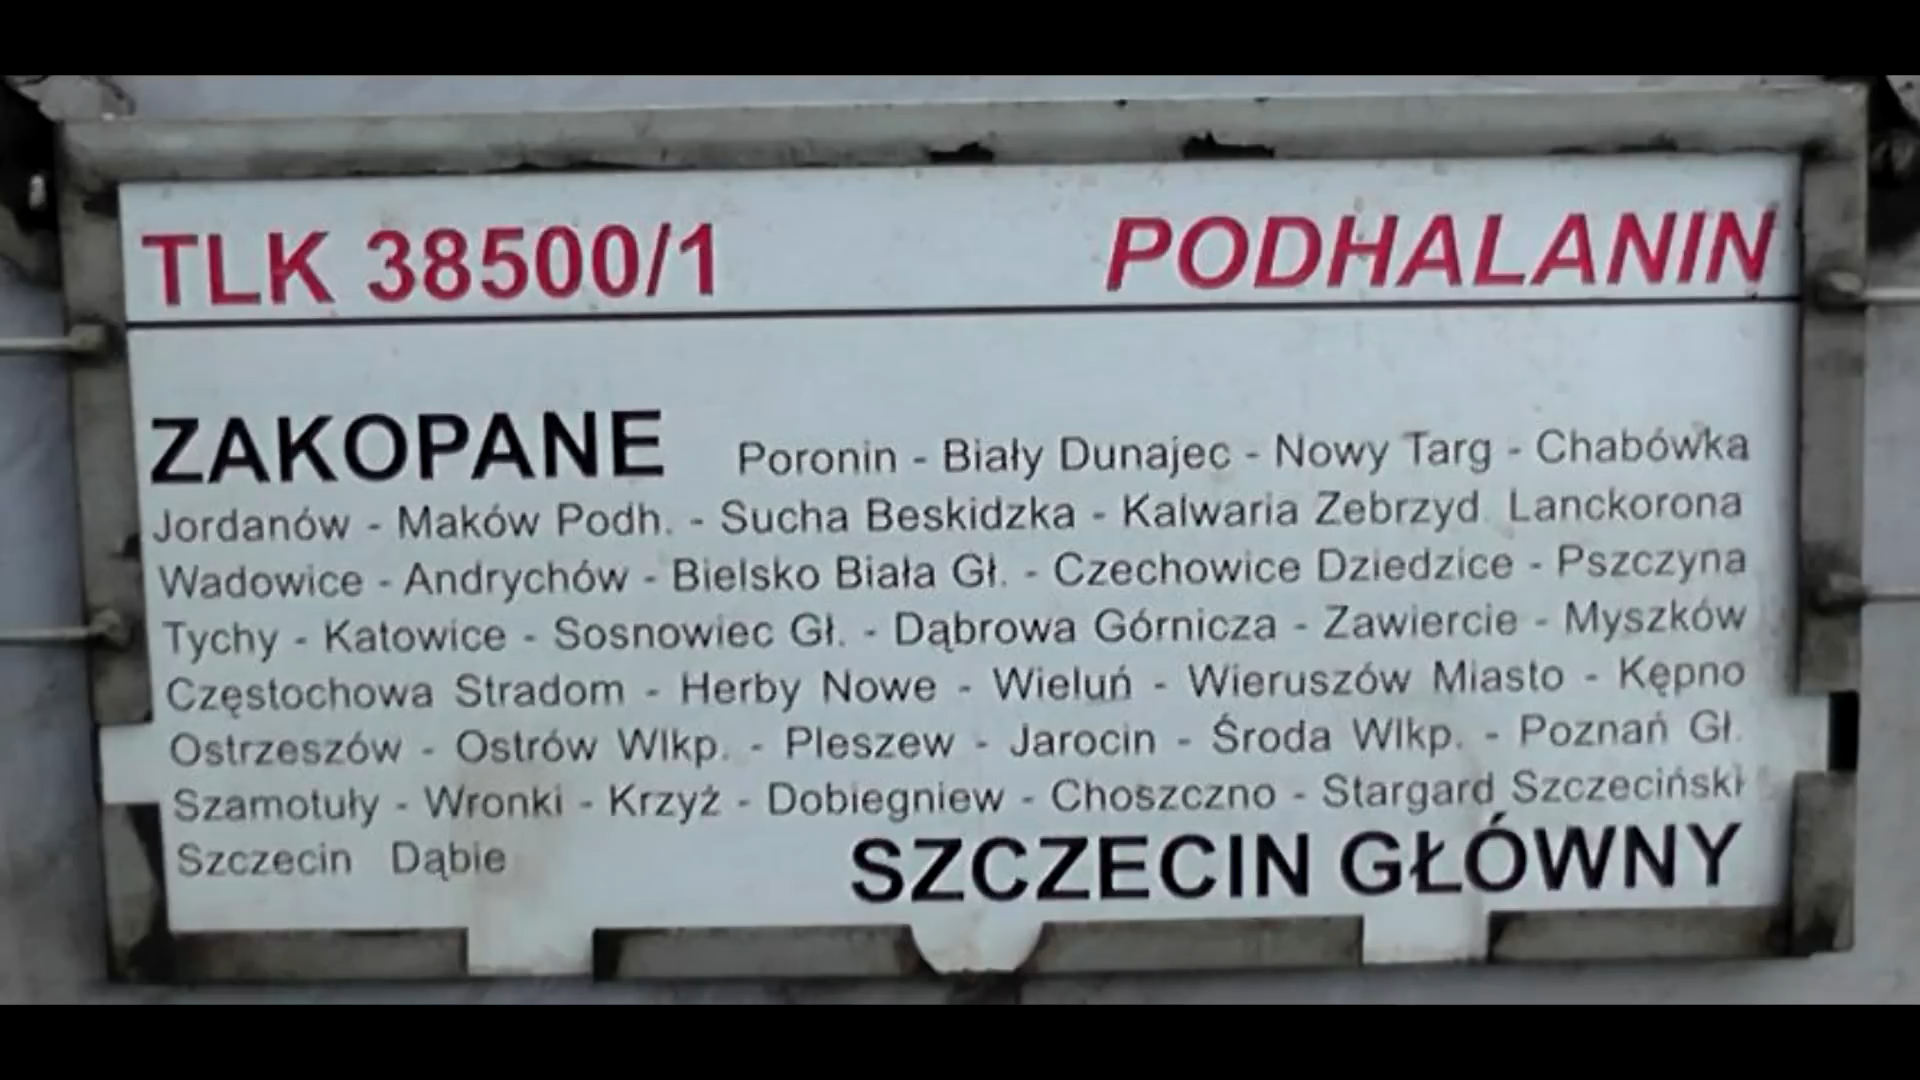 TLK 38500/1 PODHALANIN
ZAKOPANE Poronin - Biały Dunajec - Nowy Targ - Chabówka
Jordanów - Maków Podh. - Sucha Beskidzka - Kalwaria Zebrzyd. Lanckorona
Wadowice - Andrychów - Bielsko Biała Gł. - Czechowice Dziedzice - Pszczyna
Tychy - Katowice - Sosnowiec Gł. - Dąbrowa Górnicza - Zawiercie - Myszków
Częstochowa Stradom - Herby Nowe - Wieluń - Wieruszów Miasto - Kępno
Ostrzeszów - Ostrów Wlkp. - Pleszew - Jarocin - Środa Wlkp. - Poznań Gł.
Szamotuły - Wronki - Krzyż - Dobiegniew - Choszczno - Stargard Szczeciński
Szczecin Dąbie SZCZECIN GŁÓWNY